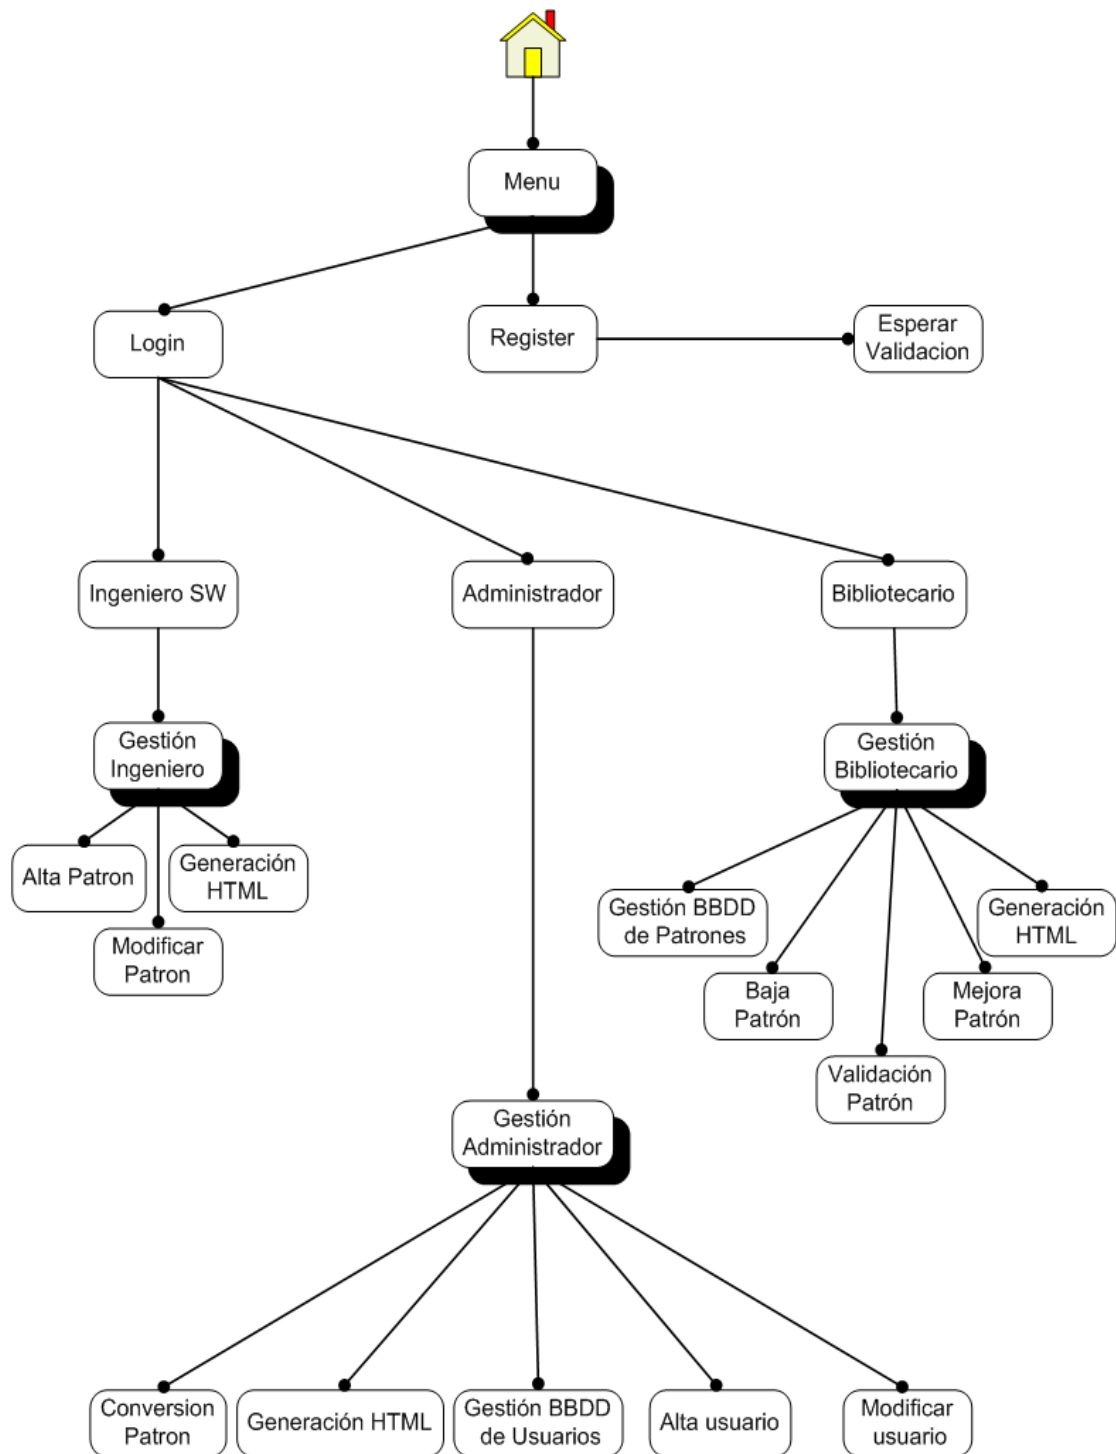 Menu
Login
Register
Esperar
Validacion
Ingeniero SW
Administrador
Bibliotecario
Gestión
Ingeniero
Gestión
Bibliotecario
Alta Patron
Generación
HTML
Modificar
Patron
Gestión BBDD
de Patrones
Generación
HTML
Baja
Patrón
Mejora
Patrón
Validación
Patrón
Gestión
Administrador
Conversion
Patron
Generación HTML
Gestión BBDD
de Usuarios
Alta usuario
Modificar
usuario